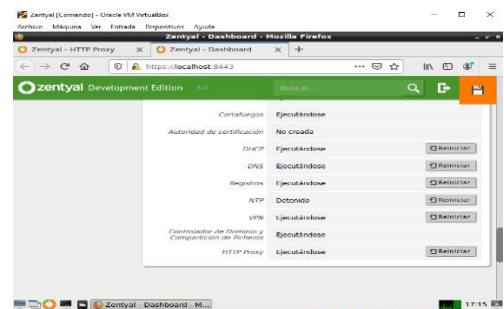 Zentyal [Corriendo] - Oracle VM VirtualBox
Archivo Máquina Ver Entrada Dispositivos Ayuda
Zentyal - Dashboard - Mozilla Firefox
Zentyal - HTTP Proxy
Zentyal - Dashboard
https://localhost:8443
zentyal Development Edition 5.0
Buscar...
Cortafuegos Ejecutándose
Autoridad de certificación No creada
DHCP Ejecutándose Reiniciar
DNS Ejecutándose Reiniciar
Registros Ejecutándose Reiniciar
NTP Detenido Reiniciar
VPN Ejecutándose Reiniciar
Controlador de Dominio y
Compartición de Ficheros Ejecutándose
HTTP Proxy Ejecutándose Reiniciar
Zentyal - Dashboard - M...
17:15